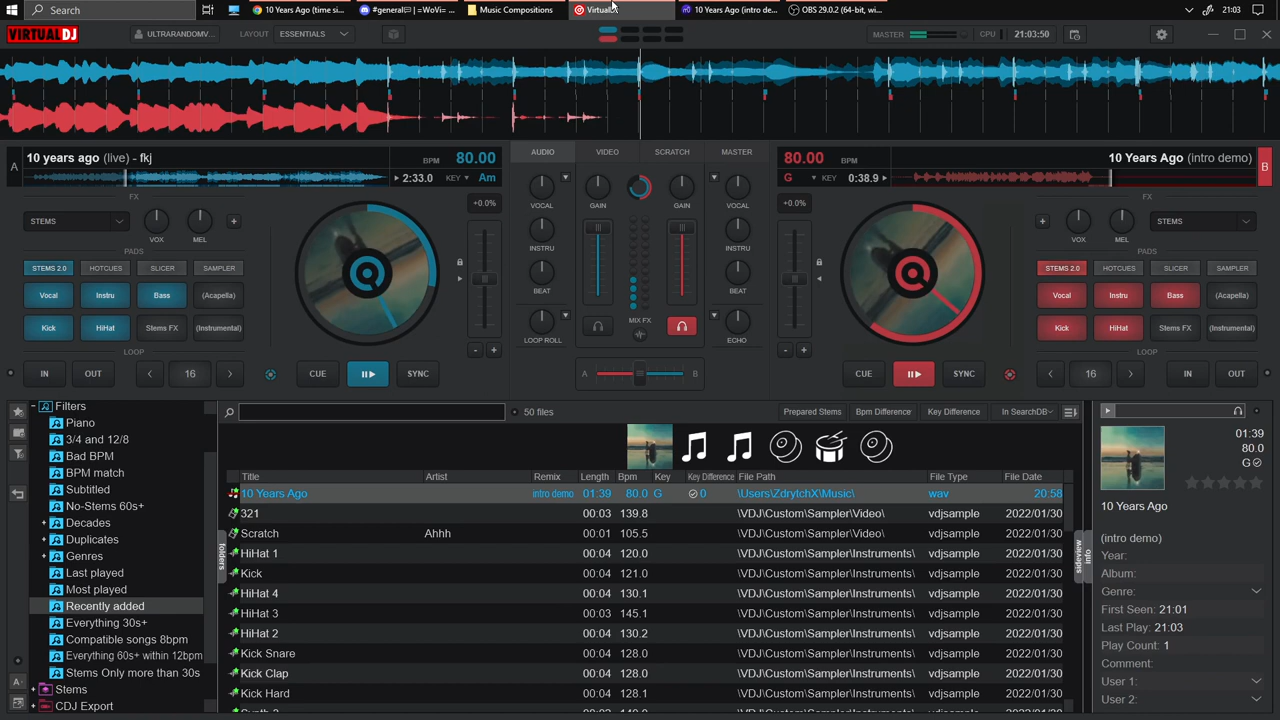 Search
10 Years Ago (time si...
#general | =WoVi= ...
Music Compositions
VirtualDJ
10 Years Ago (intro de...
OBS 29.0.2 (64-bit, wi...
21:03
VIRTUALDJ
ULTRARANDOMV...
LAYOUT ESSENTIALS
MASTER
CPU
21:03:50
A
10 years ago (live) - fkj
BPM 80.00
2:33.0 KEY Am
AUDIO VIDEO SCRATCH MASTER
80.00 BPM
G KEY 0:38.9
10 Years Ago (intro demo)
B
FX
STEMS
VOX MEL
+
+0.0%
PADS
STEMS 2.0 HOTCUES SLICER SAMPLER
Vocal Instru Bass (Acapella)
Kick HiHat Stems FX (Instrumental)
LOOP
IN OUT 16
CUE SYNC
- +
VOCAL GAIN GAIN VOCAL
INSTRU INSTRU
BEAT BEAT
MIX FX
LOOP ROLL ECHO
A B
+0.0%
FX
+
VOX MEL
STEMS
PADS
STEMS 2.0 HOTCUES SLICER SAMPLER
Vocal Instru Bass (Acapella)
Kick HiHat Stems FX (Instrumental)
LOOP
- +
CUE SYNC
16 IN OUT
Filters
Piano
3/4 and 12/8
Bad BPM
BPM match
Subtitled
No-Stems 60s+
Decades
Duplicates
Genres
Last played
Most played
Recently added
Everything 30s+
Compatible songs 8bpm
Everything 60s+ within 12bpm
Stems Only more than 30s
Stems
CDJ Export
folders
50 files
Prepared Stems BPM Difference Key Difference In SearchDB
Title Artist Remix Length Bpm Key Key Difference File Path File Type File Date
10 Years Ago intro demo 01:39 80.0 G 0 \Users\ZdrytchX\Music\ wav 20:58
321 00:03 139.8 \VDJ\Custom\Sampler\Video\ vdjsample 2022/01/30
Scratch Ahhh 00:01 105.5 \VDJ\Custom\Sampler\Video\ vdjsample 2022/01/30
HiHat 1 00:04 120.0 \VDJ\Custom\Sampler\Instruments\ vdjsample 2022/01/30
Kick 00:04 121.0 \VDJ\Custom\Sampler\Instruments\ vdjsample 2022/01/30
HiHat 4 00:04 130.1 \VDJ\Custom\Sampler\Instruments\ vdjsample 2022/01/30
HiHat 3 00:03 145.1 \VDJ\Custom\Sampler\Instruments\ vdjsample 2022/01/30
HiHat 2 00:04 130.2 \VDJ\Custom\Sampler\Instruments\ vdjsample 2022/01/30
Kick Snare 00:04 128.0 \VDJ\Custom\Sampler\Instruments\ vdjsample 2022/01/30
Kick Clap 00:04 128.0 \VDJ\Custom\Sampler\Instruments\ vdjsample 2022/01/30
Kick Hard 00:04 128.1 \VDJ\Custom\Sampler\Instruments\ vdjsample 2022/01/30
sideview
info
01:39
80.0
G
10 Years Ago
(intro demo)
Year:
Album:
Genre:
First Seen: 21:01
Last Play: 21:03
Play Count: 1
Comment:
User 1:
User 2: